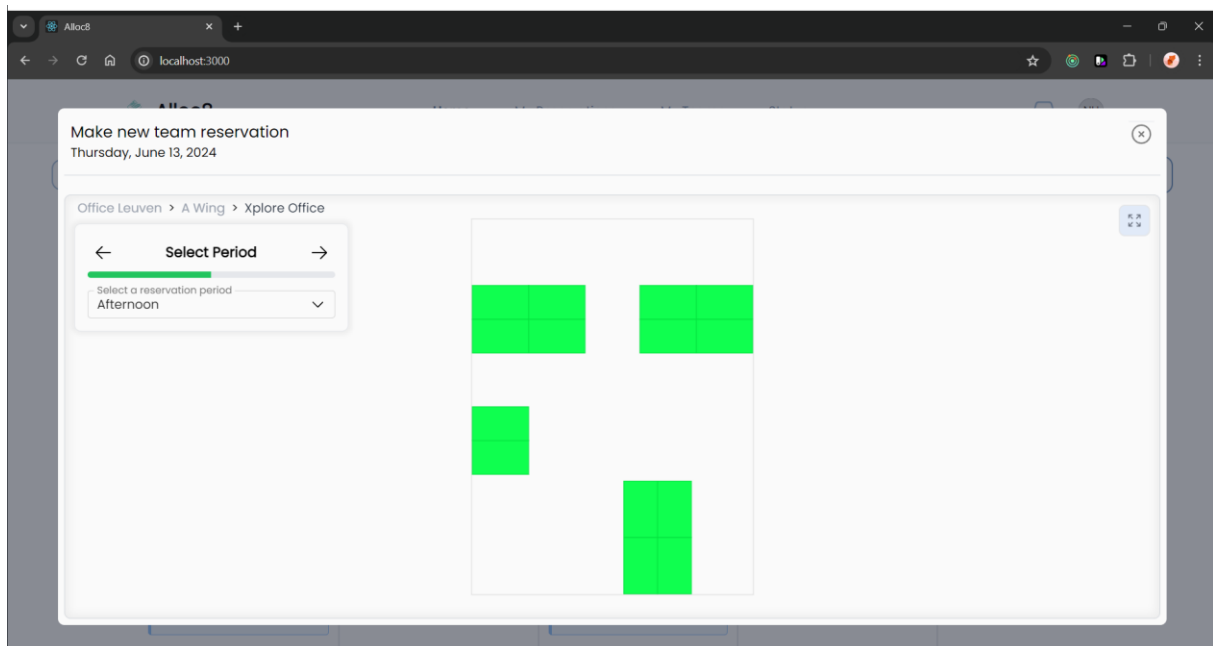 Alloc8
localhost:3000
Alloc8
Make new team reservation
Thursday, June 13, 2024
Office Leuven > A Wing > Xplore Office
Select Period
Select a reservation period
Afternoon